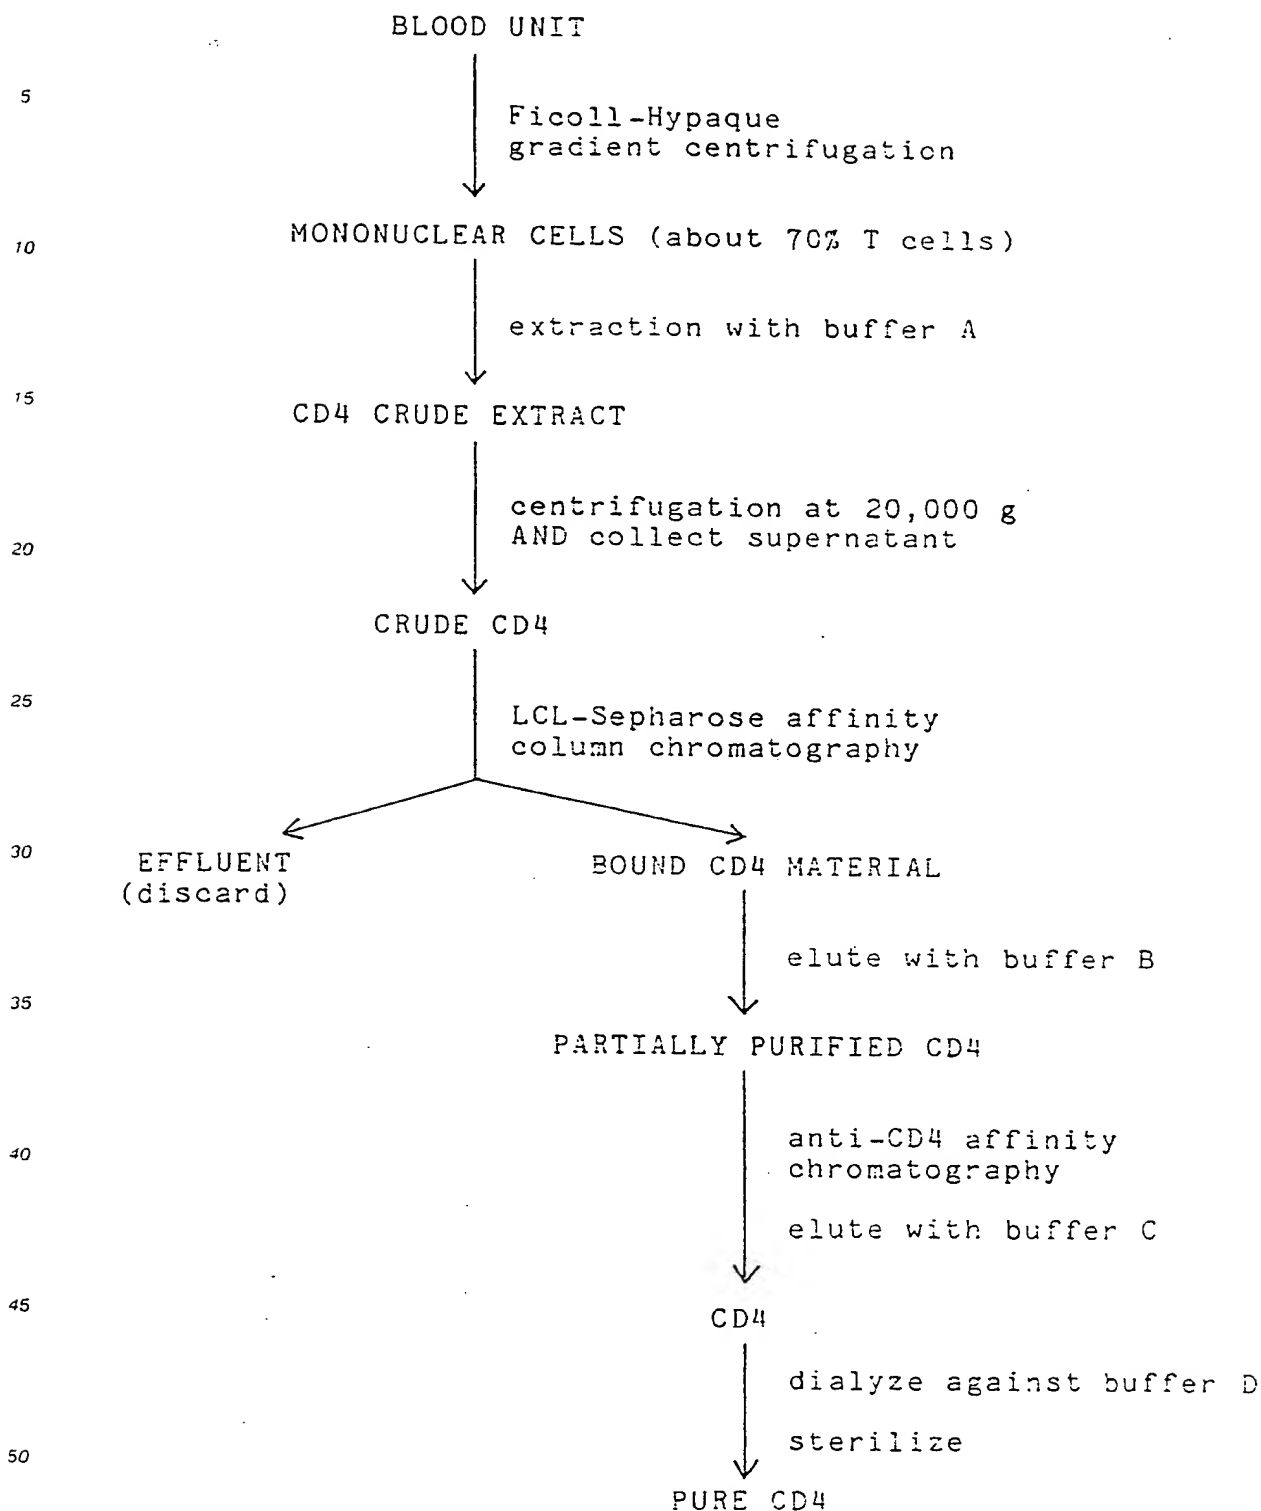 BLOOD UNIT
5
Ficoll-Hypaque
gradient centrifugation
MONONUCLEAR CELLS (about 70% T cells)
10
extraction with buffer A
15
CD4 CRUDE EXTRACT
centrifugation at 20,000 g
20
AND collect supernatant
CRUDE CD4
25
LCL-Sepharose affinity
column chromatography
30
EFFLUENT
(discard)
BOUND CD4 MATERIAL
elute with buffer B
35
PARTIALLY PURIFIED CD4
anti-CD4 affinity
40
chromatography
elute with buffer C
45
CD4
dialyze against buffer D
sterilize
50
PURE CD4